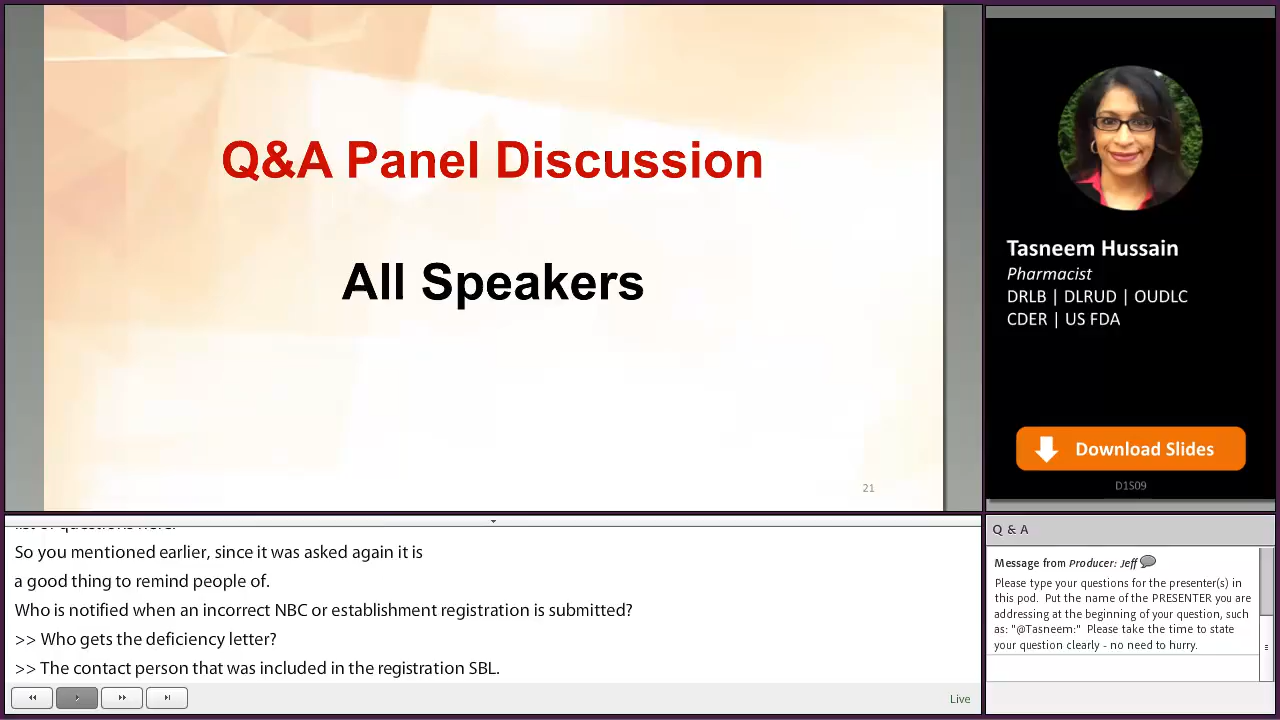 Q&A Panel Discussion
All Speakers
21
Tasneem Hussain
Pharmacist
DRLB | DLRUD | OUDLC
CDER | US FDA
Download Slides
D1S09
So you mentioned earlier, since it was asked again it is
a good thing to remind people of.
Who is notified when an incorrect NBC or establishment registration is submitted?
>> Who gets the deficiency letter?
>> The contact person that was included in the registration SBL.
Live
Q & A
Message from Producer: Jeff
Please type your questions for the presenter(s) in
this pod. Put the name of the PRESENTER you are
addressing at the beginning of your question, such
as: "@Tasneem:" Please take the time to state
your question clearly - no need to hurry.